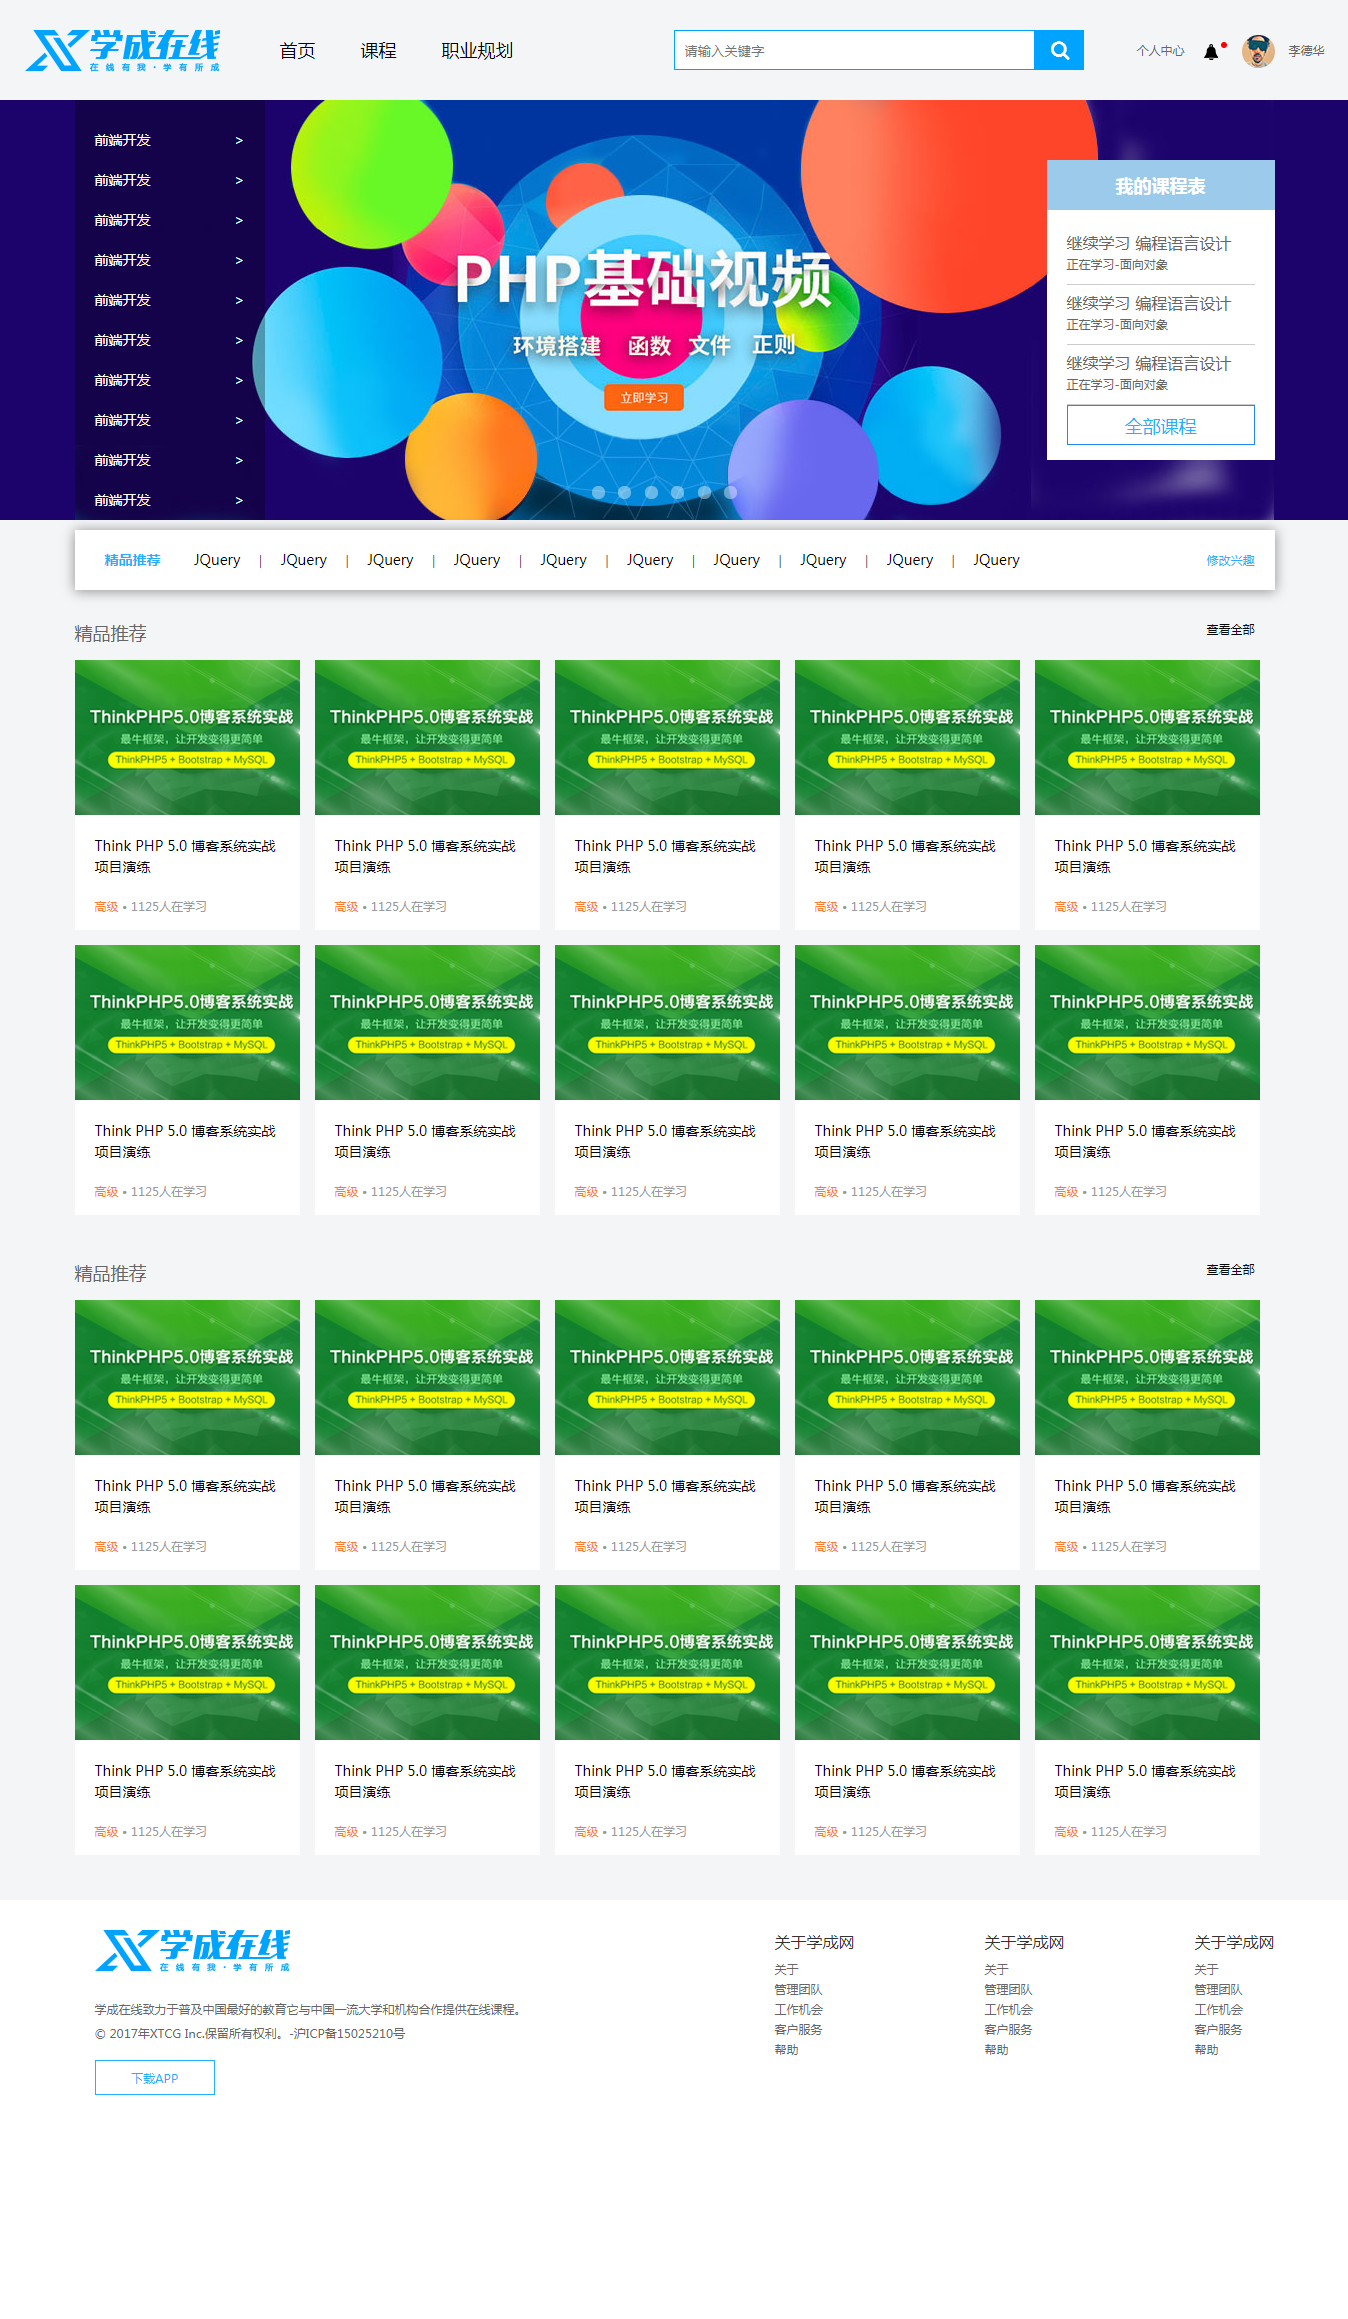 学成在线
在线有我·学有所成
首页 课程 职业规划
请输入关键字
个人中心 李德华
前端开发 >
前端开发 >
前端开发 >
前端开发 >
前端开发 >
前端开发 >
前端开发 >
前端开发 >
前端开发 >
前端开发 >
PHP基础视频
环境搭建 函数 文件 正则
立即学习
我的课程表
继续学习 编程语言设计
正在学习-面向对象
继续学习 编程语言设计
正在学习-面向对象
继续学习 编程语言设计
正在学习-面向对象
全部课程
精品推荐 JQuery | JQuery | JQuery | JQuery | JQuery | JQuery | JQuery | JQuery | JQuery | JQuery 修改兴趣
精品推荐 查看全部
ThinkPHP5.0博客系统实战 ThinkPHP5.0博客系统实战 ThinkPHP5.0博客系统实战 ThinkPHP5.0博客系统实战 ThinkPHP5.0博客系统实战
最牛框架，让开发变得更简单 最牛框架，让开发变得更简单 最牛框架，让开发变得更简单 最牛框架，让开发变得更简单 最牛框架，让开发变得更简单
ThinkPHP5 + Bootstrap + MySQL ThinkPHP5 + Bootstrap + MySQL ThinkPHP5 + Bootstrap + MySQL ThinkPHP5 + Bootstrap + MySQL ThinkPHP5 + Bootstrap + MySQL
Think PHP 5.0 博客系统实战 Think PHP 5.0 博客系统实战 Think PHP 5.0 博客系统实战 Think PHP 5.0 博客系统实战 Think PHP 5.0 博客系统实战
项目演练 项目演练 项目演练 项目演练 项目演练
高级 • 1125人在学习 高级 • 1125人在学习 高级 • 1125人在学习 高级 • 1125人在学习 高级 • 1125人在学习
ThinkPHP5.0博客系统实战 ThinkPHP5.0博客系统实战 ThinkPHP5.0博客系统实战 ThinkPHP5.0博客系统实战 ThinkPHP5.0博客系统实战
最牛框架，让开发变得更简单 最牛框架，让开发变得更简单 最牛框架，让开发变得更简单 最牛框架，让开发变得更简单 最牛框架，让开发变得更简单
ThinkPHP5 + Bootstrap + MySQL ThinkPHP5 + Bootstrap + MySQL ThinkPHP5 + Bootstrap + MySQL ThinkPHP5 + Bootstrap + MySQL ThinkPHP5 + Bootstrap + MySQL
Think PHP 5.0 博客系统实战 Think PHP 5.0 博客系统实战 Think PHP 5.0 博客系统实战 Think PHP 5.0 博客系统实战 Think PHP 5.0 博客系统实战
项目演练 项目演练 项目演练 项目演练 项目演练
高级 • 1125人在学习 高级 • 1125人在学习 高级 • 1125人在学习 高级 • 1125人在学习 高级 • 1125人在学习
精品推荐 查看全部
ThinkPHP5.0博客系统实战 ThinkPHP5.0博客系统实战 ThinkPHP5.0博客系统实战 ThinkPHP5.0博客系统实战 ThinkPHP5.0博客系统实战
最牛框架，让开发变得更简单 最牛框架，让开发变得更简单 最牛框架，让开发变得更简单 最牛框架，让开发变得更简单 最牛框架，让开发变得更简单
ThinkPHP5 + Bootstrap + MySQL ThinkPHP5 + Bootstrap + MySQL ThinkPHP5 + Bootstrap + MySQL ThinkPHP5 + Bootstrap + MySQL ThinkPHP5 + Bootstrap + MySQL
Think PHP 5.0 博客系统实战 Think PHP 5.0 博客系统实战 Think PHP 5.0 博客系统实战 Think PHP 5.0 博客系统实战 Think PHP 5.0 博客系统实战
项目演练 项目演练 项目演练 项目演练 项目演练
高级 • 1125人在学习 高级 • 1125人在学习 高级 • 1125人在学习 高级 • 1125人在学习 高级 • 1125人在学习
ThinkPHP5.0博客系统实战 ThinkPHP5.0博客系统实战 ThinkPHP5.0博客系统实战 ThinkPHP5.0博客系统实战 ThinkPHP5.0博客系统实战
最牛框架，让开发变得更简单 最牛框架，让开发变得更简单 最牛框架，让开发变得更简单 最牛框架，让开发变得更简单 最牛框架，让开发变得更简单
ThinkPHP5 + Bootstrap + MySQL ThinkPHP5 + Bootstrap + MySQL ThinkPHP5 + Bootstrap + MySQL ThinkPHP5 + Bootstrap + MySQL ThinkPHP5 + Bootstrap + MySQL
Think PHP 5.0 博客系统实战 Think PHP 5.0 博客系统实战 Think PHP 5.0 博客系统实战 Think PHP 5.0 博客系统实战 Think PHP 5.0 博客系统实战
项目演练 项目演练 项目演练 项目演练 项目演练
高级 • 1125人在学习 高级 • 1125人在学习 高级 • 1125人在学习 高级 • 1125人在学习 高级 • 1125人在学习
学成在线
在线有我·学有所成
学成在线致力于普及中国最好的教育它与中国一流大学和机构合作提供在线课程。
© 2017年XTCG Inc.保留所有权利。-沪ICP备15025210号
下载APP
关于学成网 关于学成网 关于学成网
关于 关于 关于
管理团队 管理团队 管理团队
工作机会 工作机会 工作机会
客户服务 客户服务 客户服务
帮助 帮助 帮助